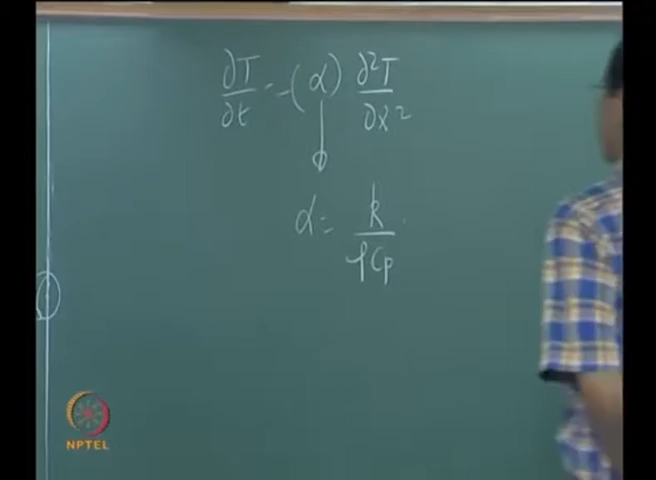 ∂T/∂t = -(α) ∂²T/∂x²
α = k/ρCp
NPTEL